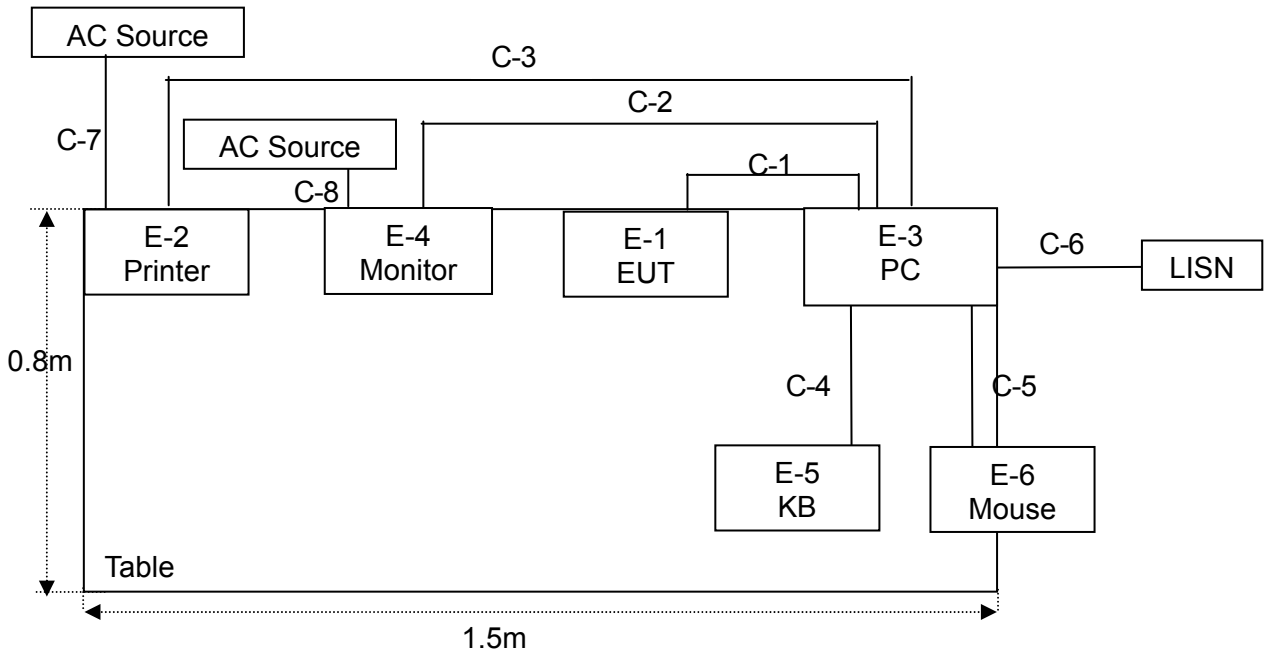 AC Source
C-3
C-2
C-7
AC Source
C-1
C-8
E-2
Printer
E-4
Monitor
E-1
EUT
E-3
PC
C-6
LISN
0.8m
C-4
C-5
E-5
KB
E-6
Mouse
Table
1.5m